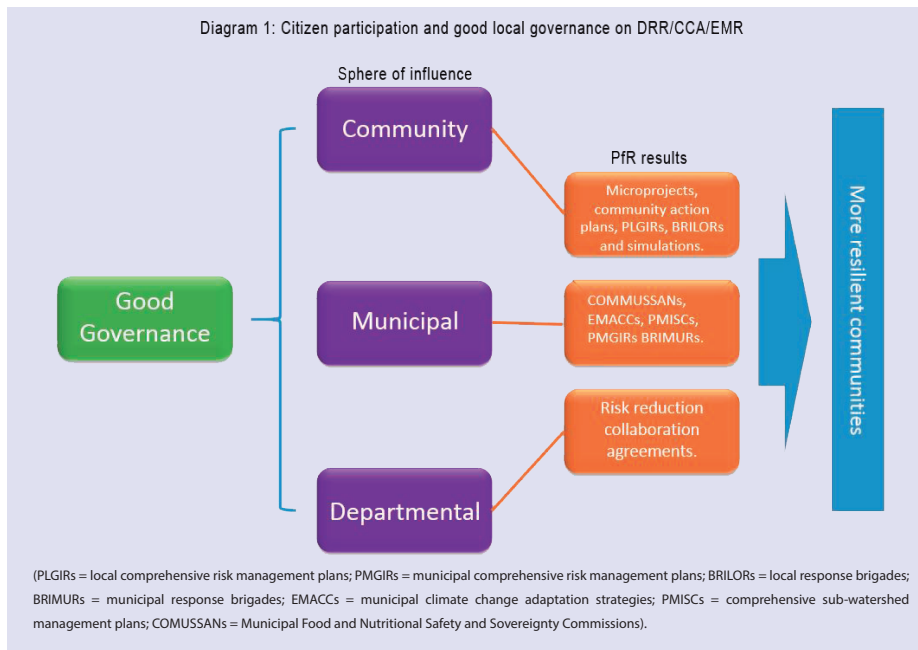 Diagram 1: Citizen participation and good local governance on DRR/CCA/EMR
Sphere of influence
Community
PfR results
Microprojects,
community action
plans, PLGIRs, BRILORs
and simulations.
Good
Governance
Municipal
COMMUSSANs,
EMACCs, PMISCs,
PMGIRs BRIMURs.
Departmental
Risk reduction
collaboration
agreements.
More resilient communities
(PLGIRs = local comprehensive risk management plans; PMGIRs = municipal comprehensive risk management plans; BRILORs = local response brigades;
BRIMURs = municipal response brigades; EMACCs = municipal climate change adaptation strategies; PMISCs = comprehensive sub-watershed
management plans; COMUSSANs = Municipal Food and Nutritional Safety and Sovereignty Commissions).